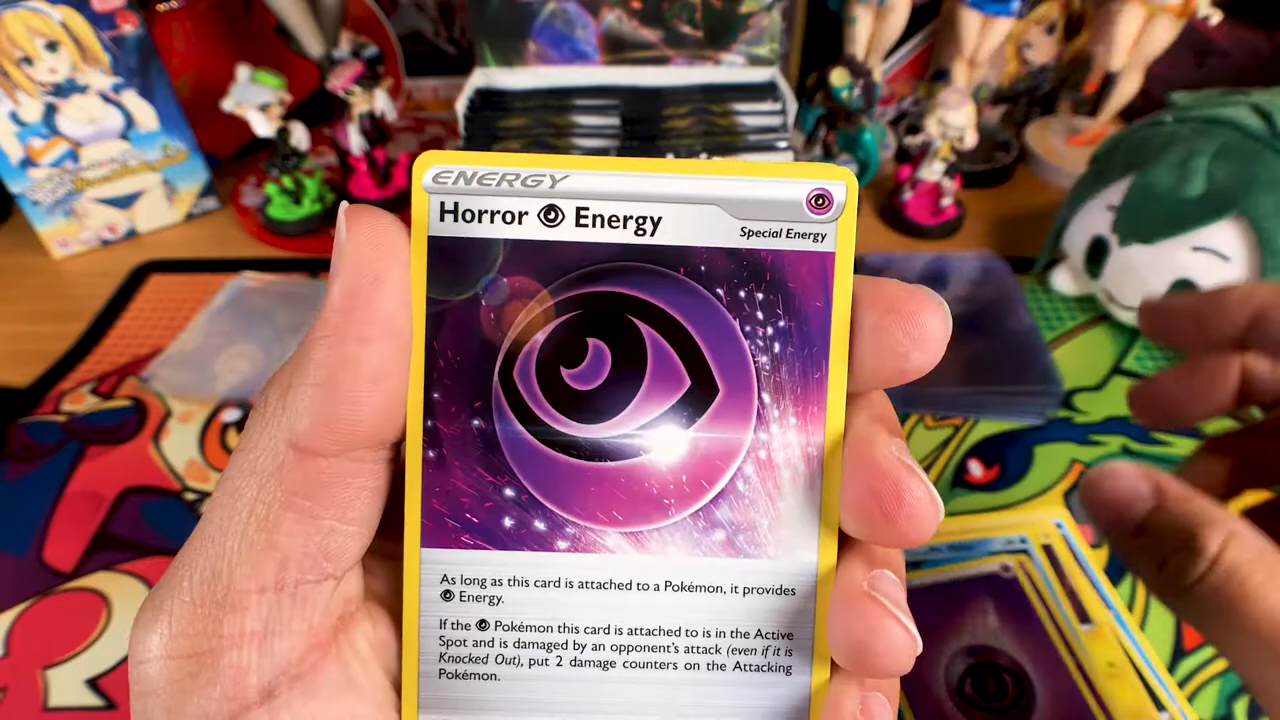 ENERGY
Horror Energy
Special Energy
As long as this card is attached to a Pokémon, it provides
Energy.
If the Pokémon this card is attached to is in the Active
Spot and is damaged by an opponent's attack (even if it is
Knocked Out), put 2 damage counters on the Attacking
Pokémon.